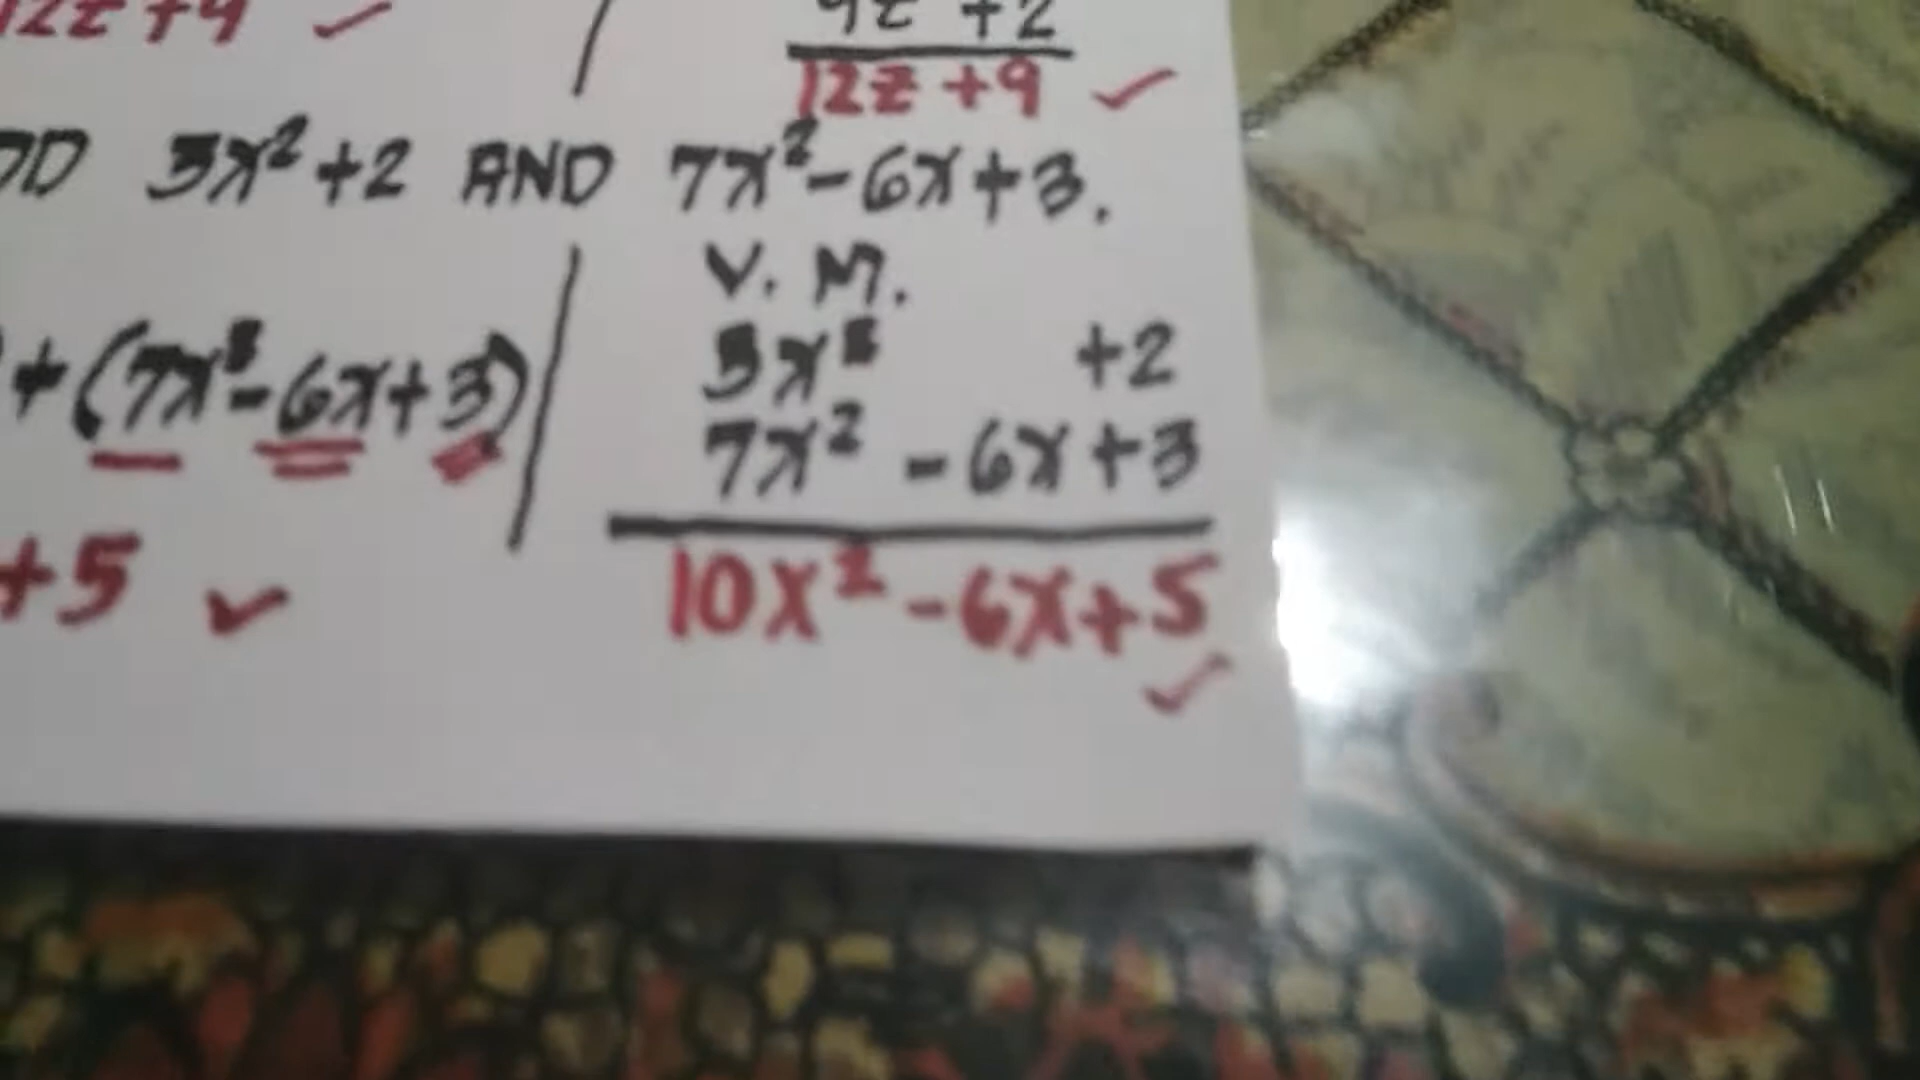 12z+9 ✓
9z +2
12z +9 ✓
DD 3x²+2 AND 7x²-6x+3.
V. M.
+(7x²-6x+3)
3x² +2
7x² -6x+3
+5 ✓
10x²-6x+5
✓